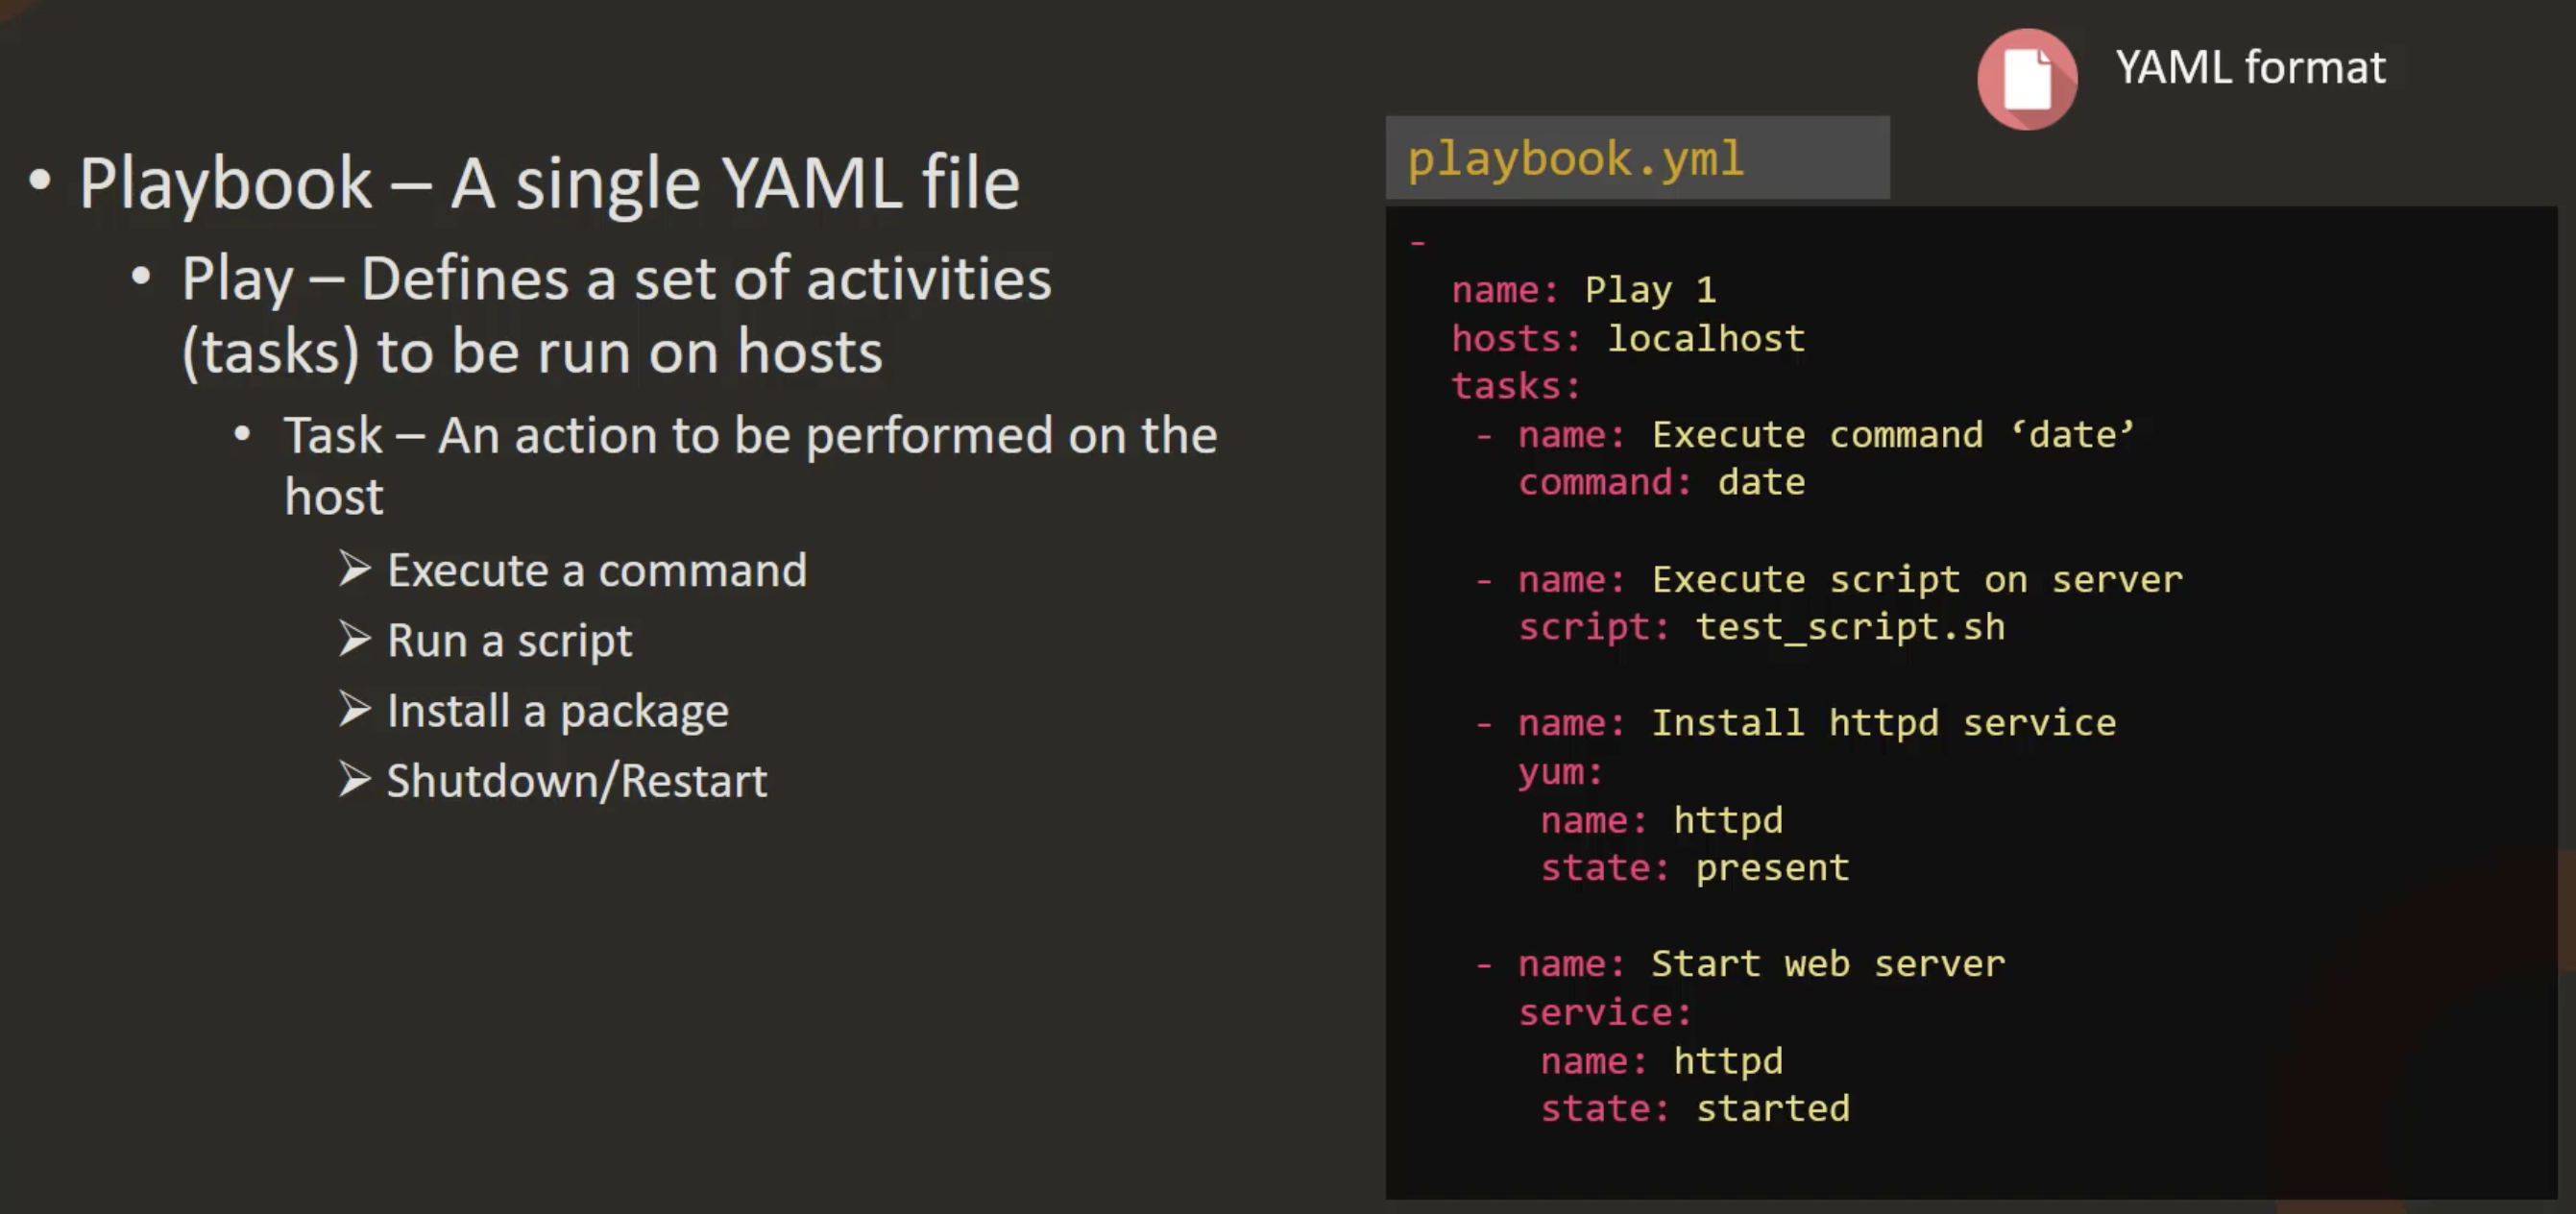 YAML format
• Playbook – A single YAML file
• Play – Defines a set of activities
(tasks) to be run on hosts
• Task – An action to be performed on the
host
➢ Execute a command
➢ Run a script
➢ Install a package
➢ Shutdown/Restart
playbook.yml
-
name: Play 1
hosts: localhost
tasks:
- name: Execute command ‘date’
command: date
- name: Execute script on server
script: test_script.sh
- name: Install httpd service
yum:
name: httpd
state: present
- name: Start web server
service:
name: httpd
state: started